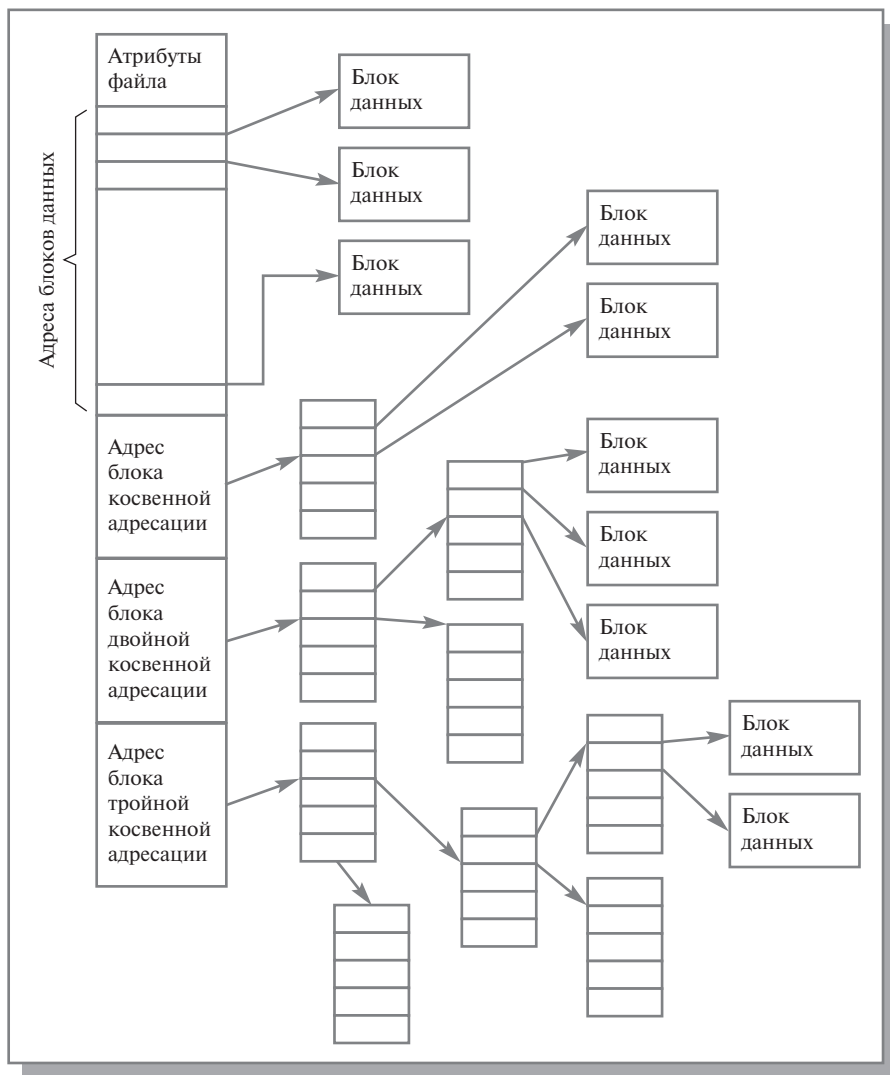 Атрибуты
файла
Адреса блоков данных
Блок
данных
Блок
данных
Блок
данных
Блок
данных
Блок
данных
Адрес
блока
косвенной
адресации
Блок
данных
Блок
данных
Блок
данных
Адрес
блока
двойной
косвенной
адресации
Адрес
блока
тройной
косвенной
адресации
Блок
данных
Блок
данных